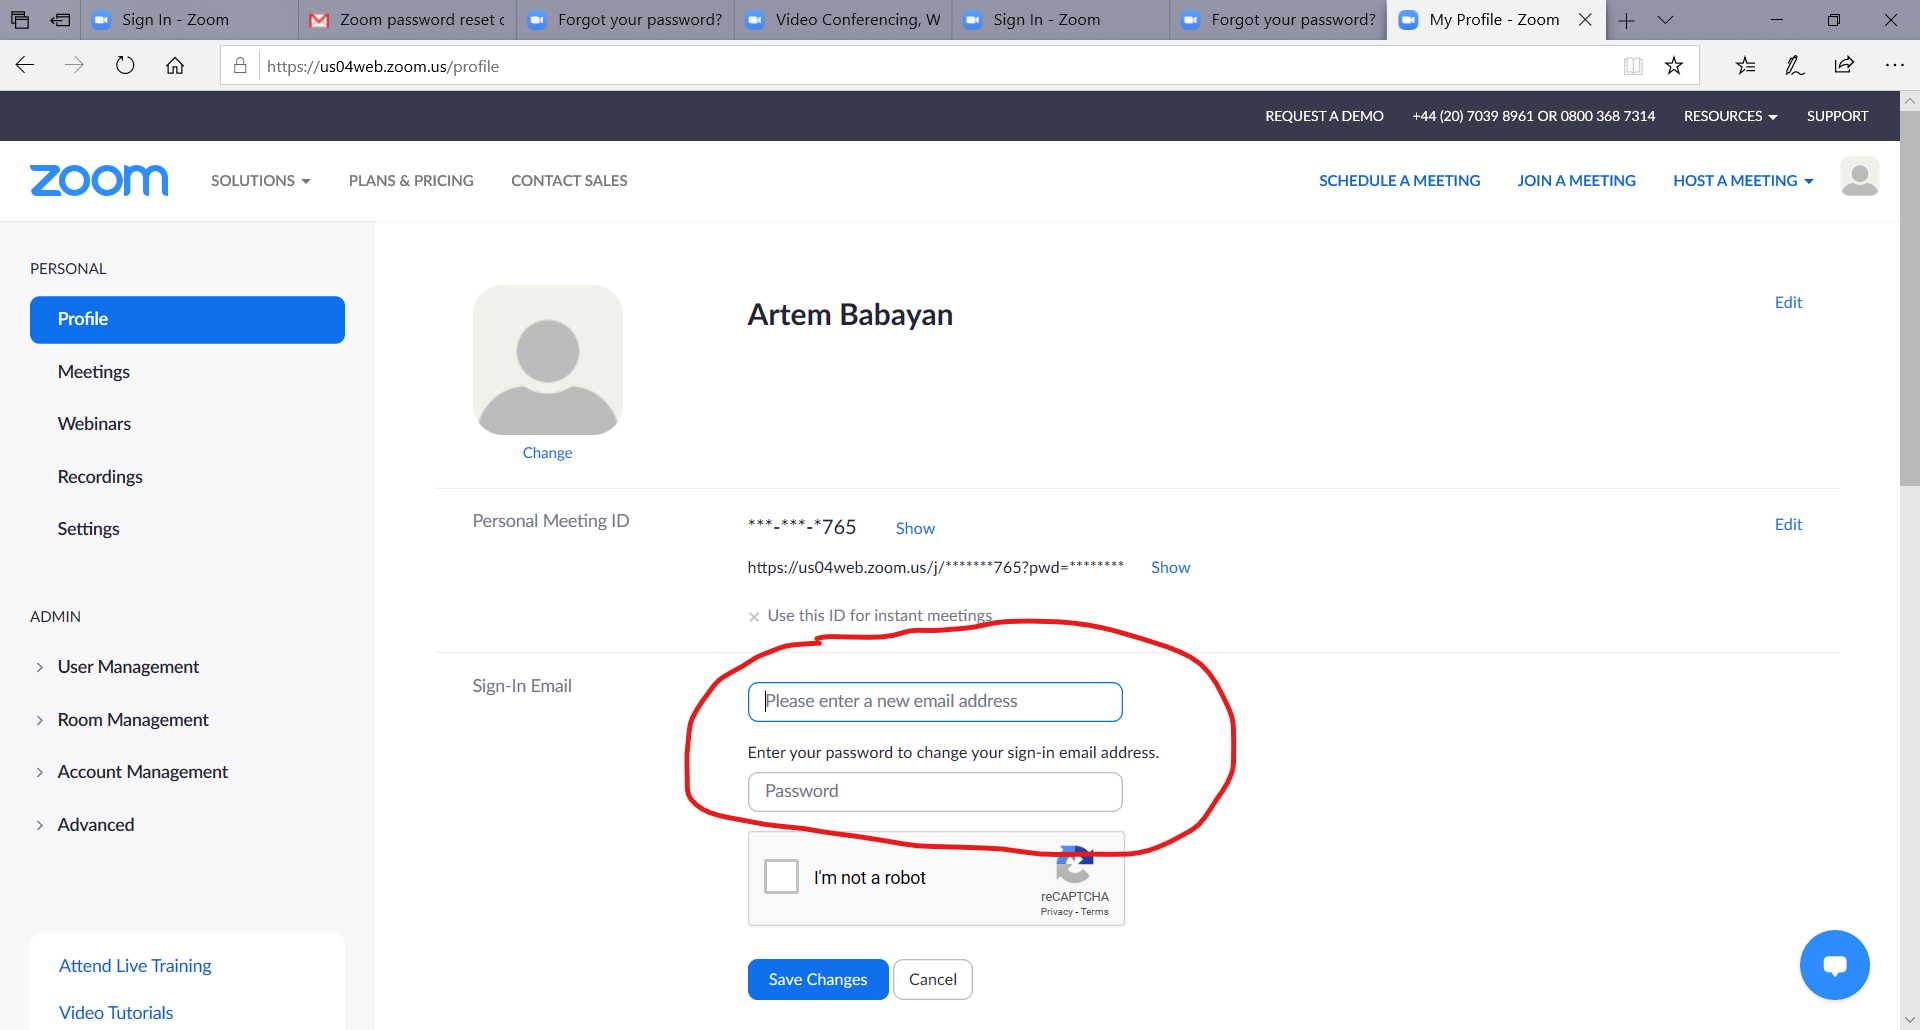 Sign In - Zoom
Zoom password reset c
Forgot your password?
Video Conferencing, W
Sign In - Zoom
Forgot your password?
My Profile - Zoom
https://us04web.zoom.us/profile
REQUEST A DEMO
+44 (20) 7039 8961 OR 0800 368 7314
RESOURCES
SUPPORT
zoom
SOLUTIONS
PLANS & PRICING
CONTACT SALES
SCHEDULE A MEETING
JOIN A MEETING
HOST A MEETING
PERSONAL
Profile
Meetings
Webinars
Recordings
Settings
ADMIN
User Management
Room Management
Account Management
Advanced
Attend Live Training
Video Tutorials
Change
Artem Babayan
Edit
Personal Meeting ID
***-***-*765
Show
Edit
https://us04web.zoom.us/j/*******765?pwd=********
Show
Use this ID for instant meetings
Sign-In Email
Please enter a new email address
Enter your password to change your sign-in email address.
Password
I'm not a robot
reCAPTCHA
Privacy - Terms
Save Changes
Cancel